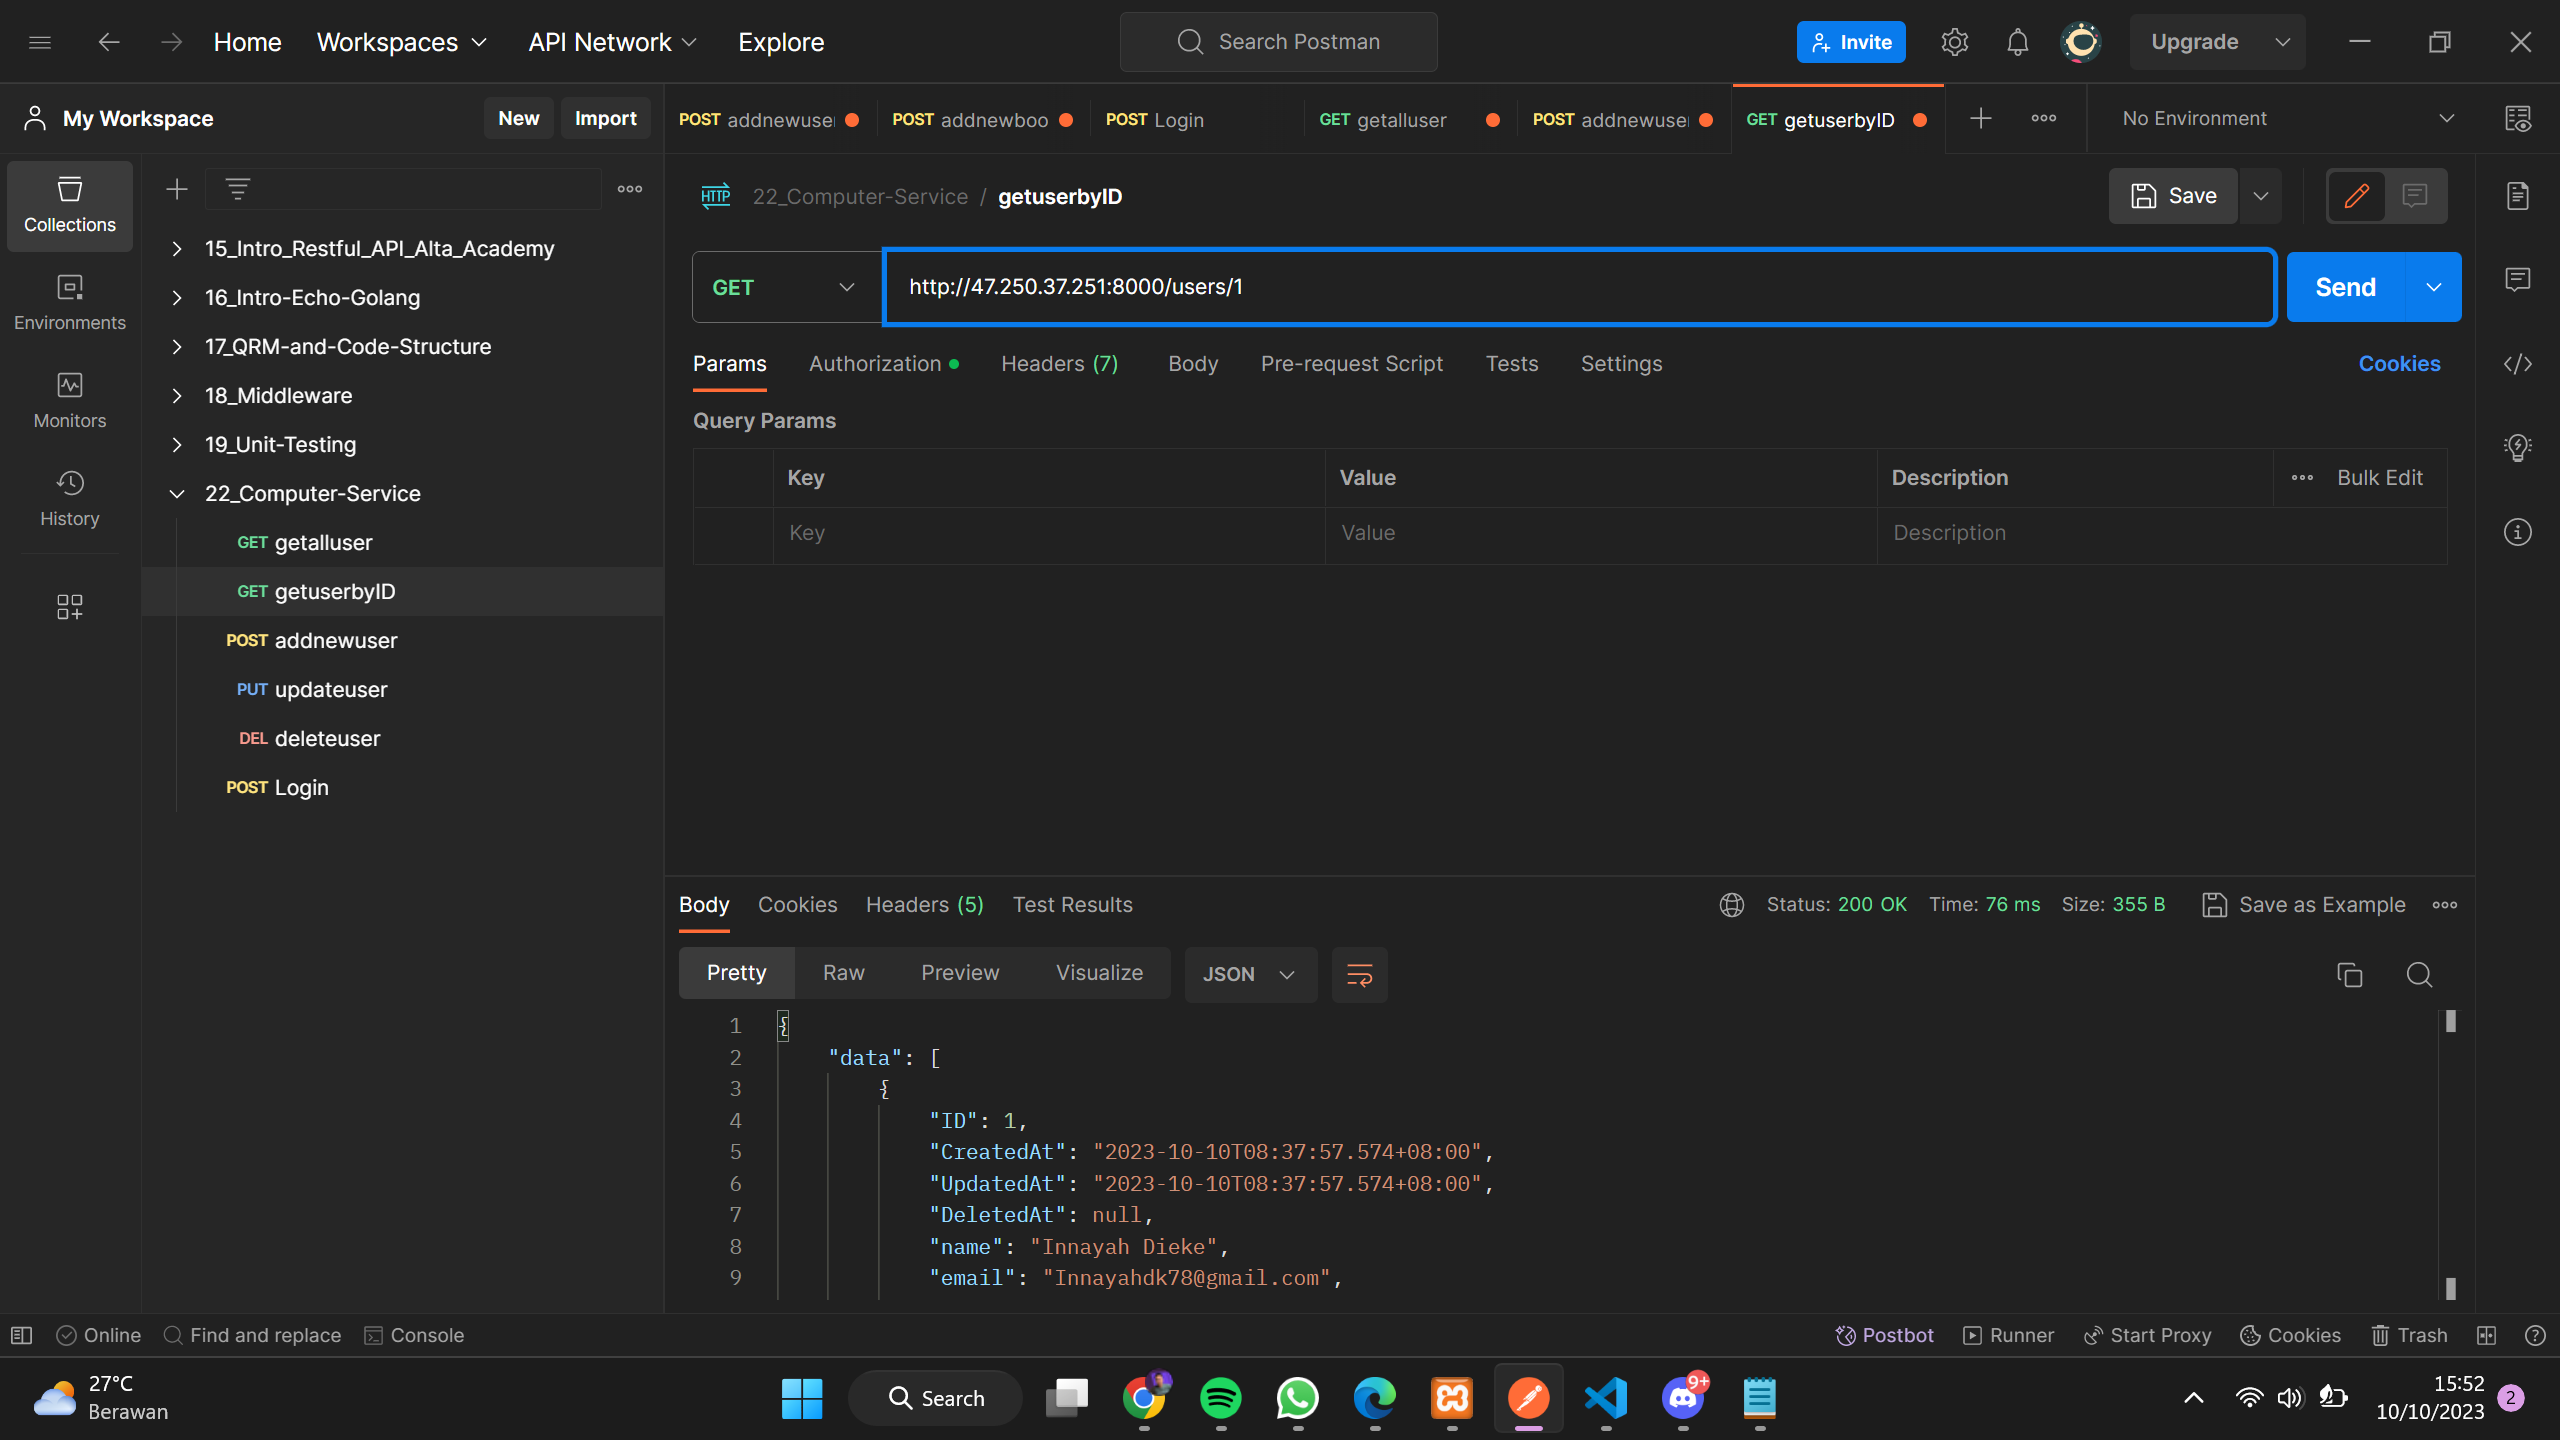 Home Workspaces API Network Explore Search Postman Invite Upgrade
My Workspace New Import
POST addnewuse POST addnewboo POST Login GET getalluser POST addnewuse GET getuserbyID No Environment
Collections
Environments
Monitors
History
15_Intro_Restful_API_Alta_Academy
16_Intro-Echo-Golang
17_QRM-and-Code-Structure
18_Middleware
19_Unit-Testing
22_Computer-Service
GET getalluser
GET getuserbyID
POST addnewuser
PUT updateuser
DEL deleteuser
POST Login
HTTP 22_Computer-Service / getuserbyID Save
GET http://47.250.37.251:8000/users/1 Send
Params Authorization Headers (7) Body Pre-request Script Tests Settings Cookies
Query Params
Key Value Description Bulk Edit
Key Value Description
Body Cookies Headers (5) Test Results Status: 200 OK Time: 76 ms Size: 355 B Save as Example
Pretty Raw Preview Visualize JSON
1 {
2 "data": [
3 {
4 "ID": 1,
5 "CreatedAt": "2023-10-10T08:37:57.574+08:00",
6 "UpdatedAt": "2023-10-10T08:37:57.574+08:00",
7 "DeletedAt": null,
8 "name": "Innayah Dieke",
9 "email": "Innayahdk78@gmail.com",
Online Find and replace Console Postbot Runner Start Proxy Cookies Trash
27°C
Berawan
Search
9+
15:52
10/10/2023
2